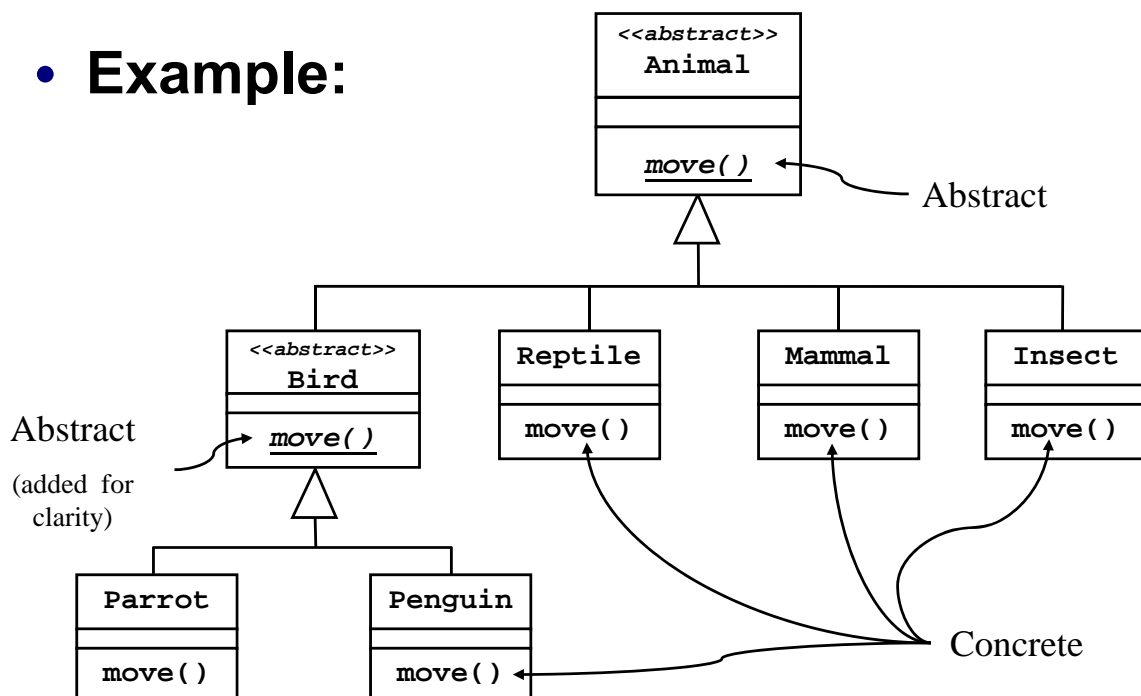 • Example:
<<abstract>>
Animal
move()
Abstract
<<abstract>>
Bird
move()
Reptile
move()
Mammal
move()
Insect
move()
Abstract
(added for
clarity)
Parrot
move()
Penguin
move()
Concrete